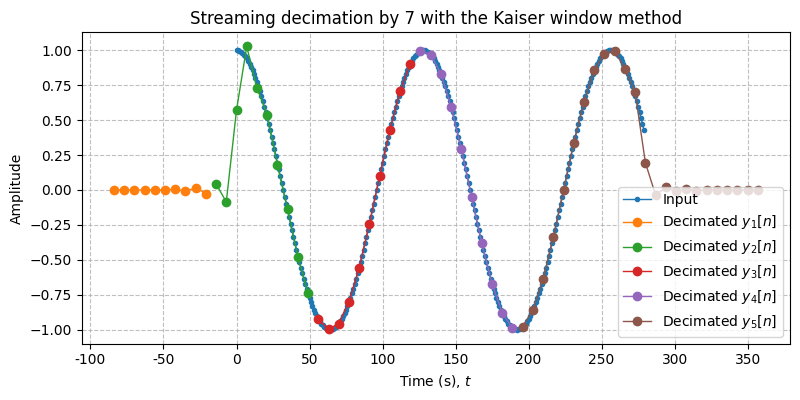 Streaming decimation by 7 with the Kaiser window method
Amplitude
1.00
0.75
0.50
0.25
0.00
−0.25
−0.50
−0.75
−1.00
-100
-50
0
50
100
150
200
250
300
350
Time (s), t
Input
Decimated y₁[n]
Decimated y₂[n]
Decimated y₃[n]
Decimated y₄[n]
Decimated y₅[n]